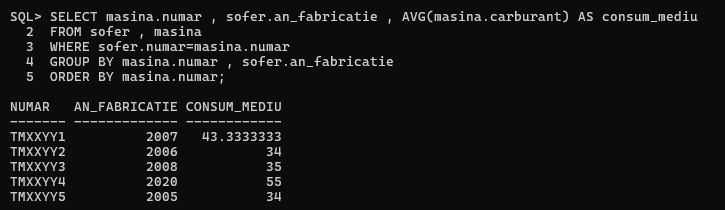 SQL> SELECT masina.numar , sofer.an_fabricatie , AVG(masina.carburant) AS consum_mediu
  2  FROM sofer , masina
  3  WHERE sofer.numar=masina.numar
  4  GROUP BY masina.numar , sofer.an_fabricatie
  5  ORDER BY masina.numar;

NUMAR   AN_FABRICATIE CONSUM_MEDIU
------- ------------- ------------
TMXXYY1          2007   43.3333333
TMXXYY2          2006           34
TMXXYY3          2008           35
TMXXYY4          2020           55
TMXXYY5          2005           34